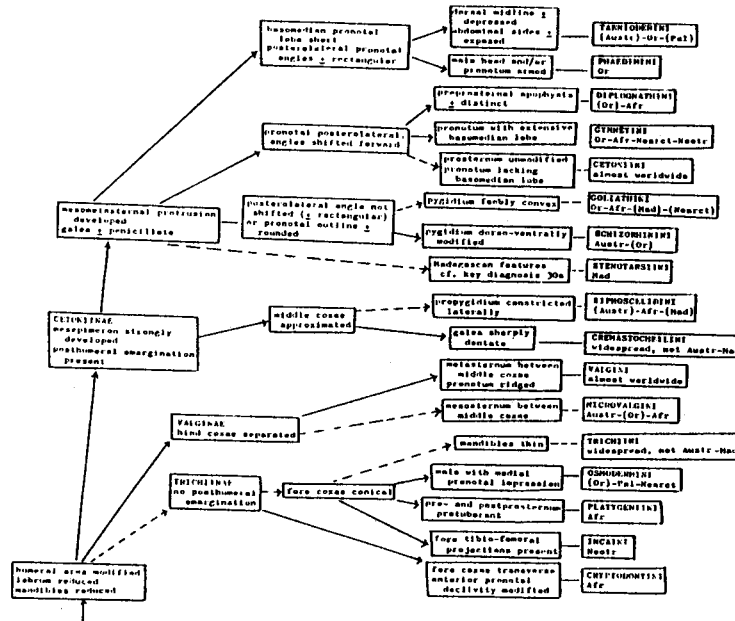 basomedian pronotal
lobe short
posterolateral pronotal
angles ± rectangular
dorsal midline ±
depressed
abdominal sides ±
exposed
TAENIODERINI
(Austr)-Or-(Pal)
male head and/or
pronotum armed
PHAEDIMINI
Or
preprosternal apophysis
± distinct
DIPLOGNATHINI
(Or)-Afr
pronotal posterolateral
angles shifted forward
pronotum with extensive
basomedian lobe
GYMNETINI
Or-Afr-Nearct-Neotr
prosternum unmodified
pronotum lacking
basomedian lobe
CETONIINI
almost worldwide
mesometasternal protrusion
developed
galea ± penicillate
posterolateral angle not
shifted (± rectangular)
or pronotal outline ±
rounded
pygidium feebly convex
GOLIATHINI
Or-Afr-(Mad)-(Nearct)
pygidium dorso-ventrally
modified
SCHIZORHININI
Austr-(Or)
Madagascan features
cf. key diagnosis 30a
STENOTARSIINI
Mad
CETONIINAE
mesepimeron strongly
developed
posthumeral emargination
present
middle coxae
approximated
propygidium constricted
laterally
XIPHOSCELIDINI
(Austr)-Afr-(Mad)
galea sharply
dentate
CREMASTOCHEILINI
widespread, not Austr-Mad
VALGINAE
hind coxae separated
metasternum between
middle coxae
pronotum ridged
VALGINI
almost worldwide
mesosternum between
middle coxae
MICROVALGINI
Austr-(Or)-Afr
TRICHIINAE
no posthumeral
emargination
fore coxae conical
mandibles thin
TRICHIINI
widespread, not Austr-Mad
male with medial
pronotal impression
OSMODERMINI
(Or)-Pal-Nearct
pre- and postprosternum
protuberant
PLATYGENIINI
Afr
fore tibio-femoral
projections present
INCAINI
Neotr
humeral area modified
labrum reduced
mandibles reduced
fore coxae transverse
anterior pronotal
declivity modified
CRYPTODONTINI
Afr